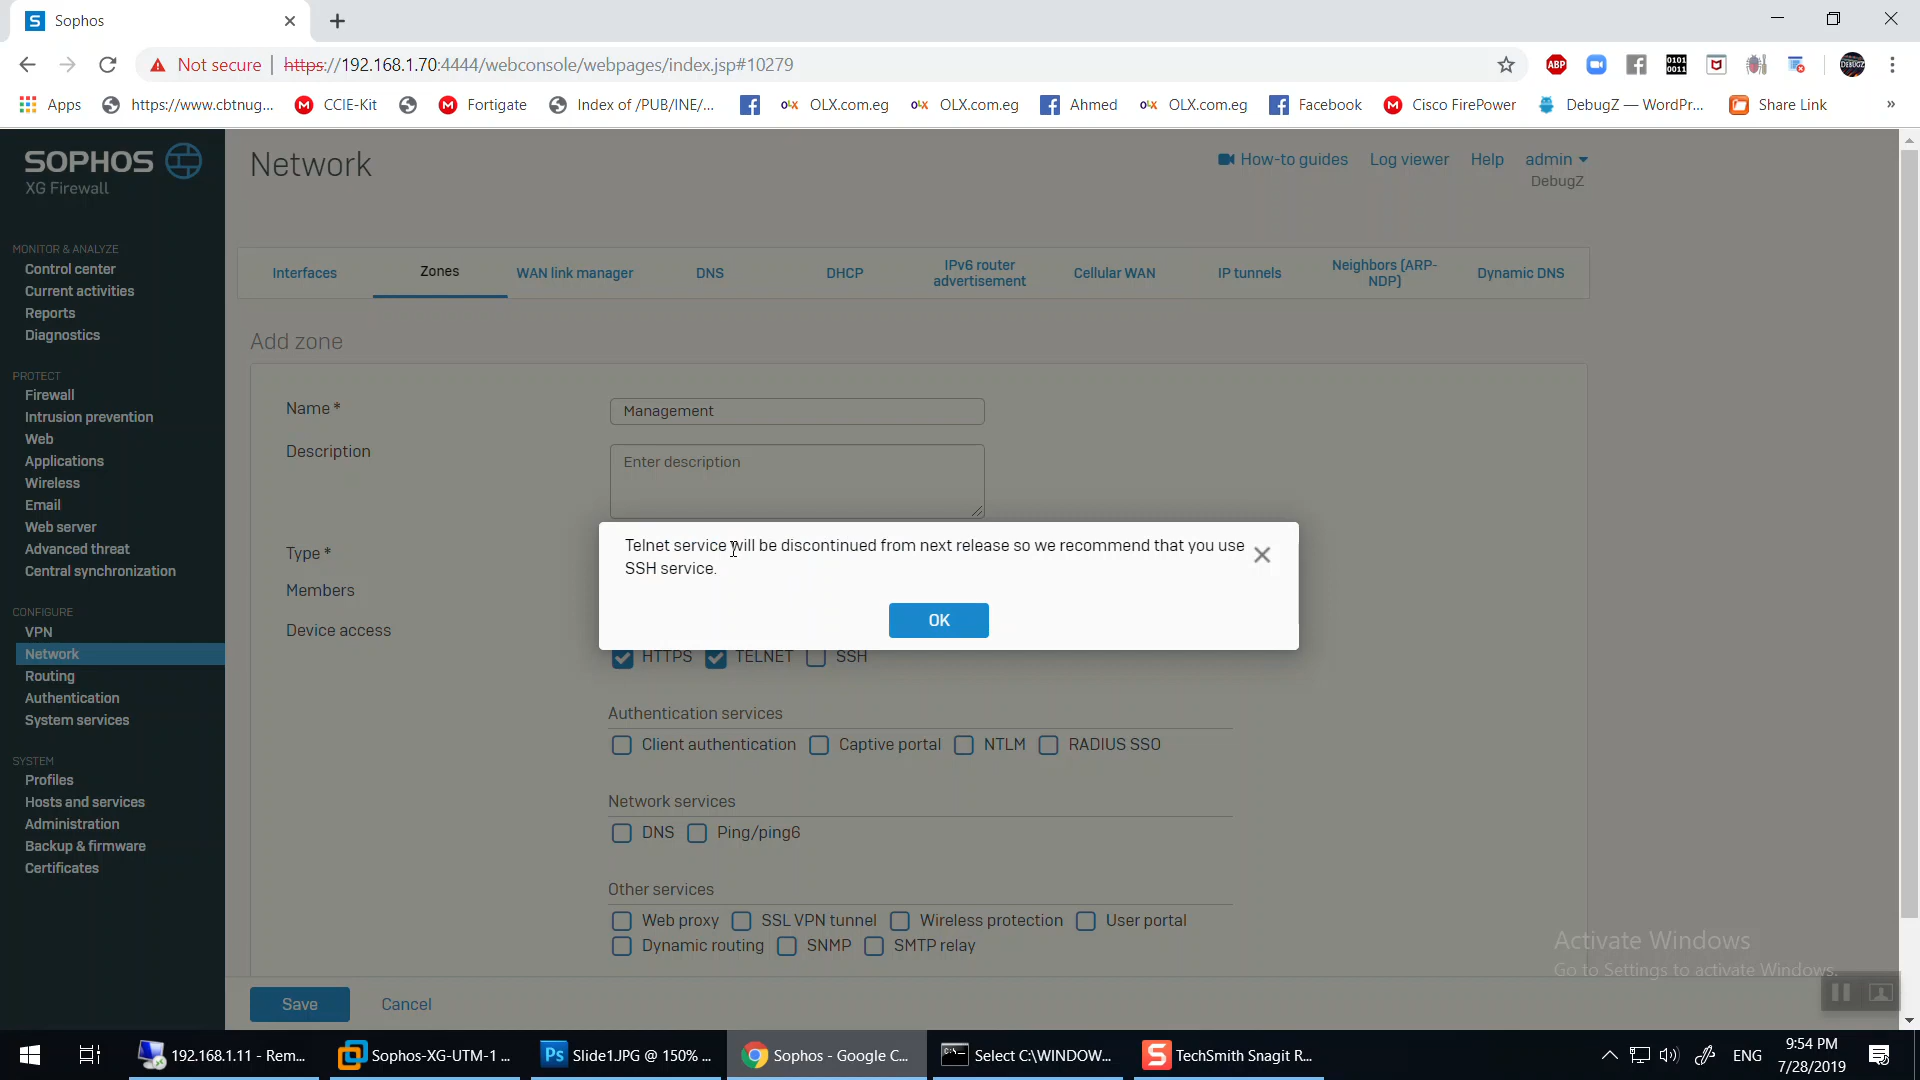 Sophos
Not secure
https://192.168.1.70:4444/webconsole/webpages/index.jsp#10279
ABP
0101
0011
DEBUGZ
Apps
https://www.cbtnug...
CCIE-Kit
Fortigate
Index of /PUB/INE/...
OLX.com.eg
OLX.com.eg
Ahmed
OLX.com.eg
Facebook
Cisco FirePower
DebugZ — WordPr...
Share Link
»
SOPHOS
XG Firewall
Network
How-to guides
Log viewer
Help
admin
DebugZ
MONITOR & ANALYZE
Control center
Current activities
Reports
Diagnostics
PROTECT
Firewall
Intrusion prevention
Web
Applications
Wireless
Email
Web server
Advanced threat
Central synchronization
CONFIGURE
VPN
Network
Routing
Authentication
System services
SYSTEM
Profiles
Hosts and services
Administration
Backup & firmware
Certificates
Interfaces
Zones
WAN link manager
DNS
DHCP
IPv6 router
advertisement
Cellular WAN
IP tunnels
Neighbors (ARP-
NDP)
Dynamic DNS
Add zone
Name *
Management
Description
Enter description
Type *
Members
Device access
Telnet service will be discontinued from next release so we recommend that you use
SSH service.
OK
HTTPS
TELNET
SSH
Authentication services
Client authentication
Captive portal
NTLM
RADIUS SSO
Network services
DNS
Ping/ping6
Other services
Web proxy
SSL VPN tunnel
Wireless protection
User portal
Dynamic routing
SNMP
SMTP relay
Activate Windows
Go to Settings to activate Windows.
Save
Cancel
192.168.1.11 - Rem...
Sophos-XG-UTM-1 ...
Ps
Slide1.JPG @ 150% ...
Sophos - Google C...
Select C:\WINDOW...
TechSmith Snagit R...
ENG
9:54 PM
7/28/2019